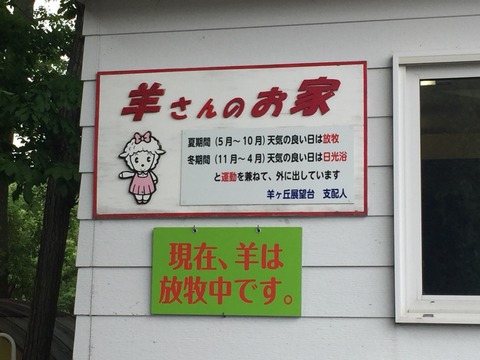 羊さんのお家
夏期間（5月～10月）天気の良い日は放牧
冬期間（11月～4月）天気の良い日は日光浴
と運動を兼ねて、外に出しています
羊ヶ丘展望台　支配人
現在、羊は
放牧中です。